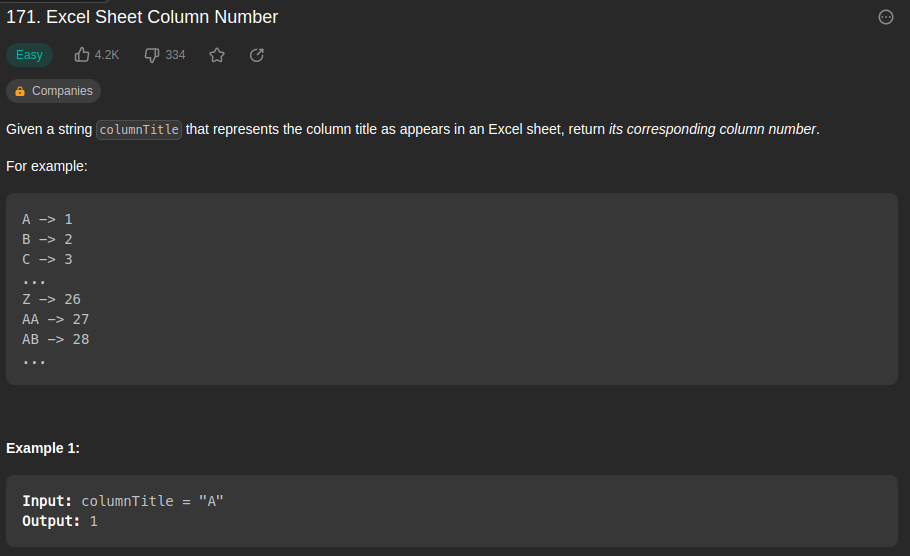 171. Excel Sheet Column Number
Easy 4.2K 334
Companies
Given a string columnTitle that represents the column title as appears in an Excel sheet, return its corresponding column number.
For example:
A -> 1
B -> 2
C -> 3
...
Z -> 26
AA -> 27
AB -> 28
...
Example 1:
Input: columnTitle = "A"
Output: 1